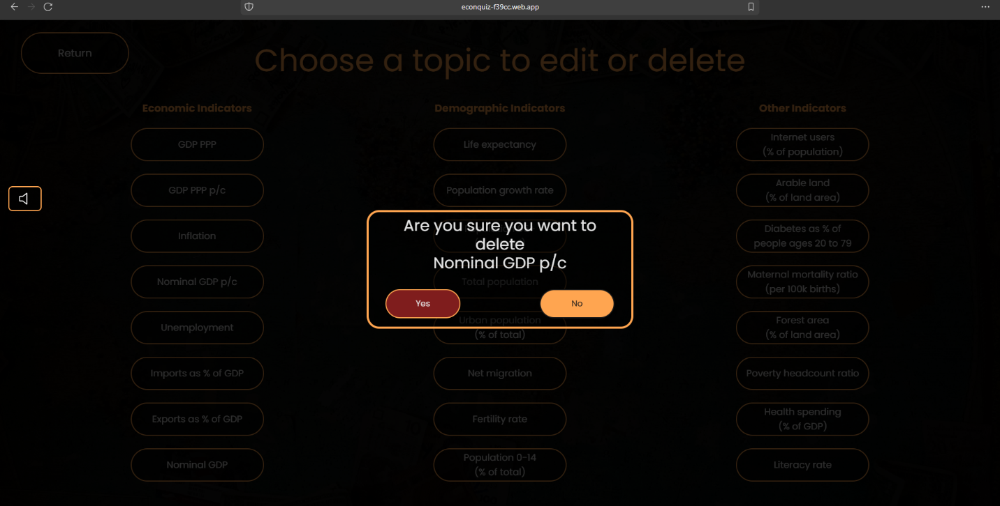 econquiz-f39cc.web.app
Return
Choose a topic to edit or delete
Economic Indicators
GDP PPP
GDP PPP p/c
Inflation
Nominal GDP p/c
Unemployment
Imports as % of GDP
Exports as % of GDP
Nominal GDP
Demographic Indicators
Life expectancy
Population growth rate
Are you sure you want to
delete
Nominal GDP p/c
Yes
No
Total population
Urban population
(% of total)
Net migration
Fertility rate
Population 0-14
(% of total)
Other Indicators
Internet users
(% of population)
Arable land
(% of land area)
Diabetes as % of
people ages 20 to 79
Maternal mortality ratio
(per 100k births)
Forest area
(% of land area)
Poverty headcount ratio
Health spending
(% of GDP)
Literacy rate